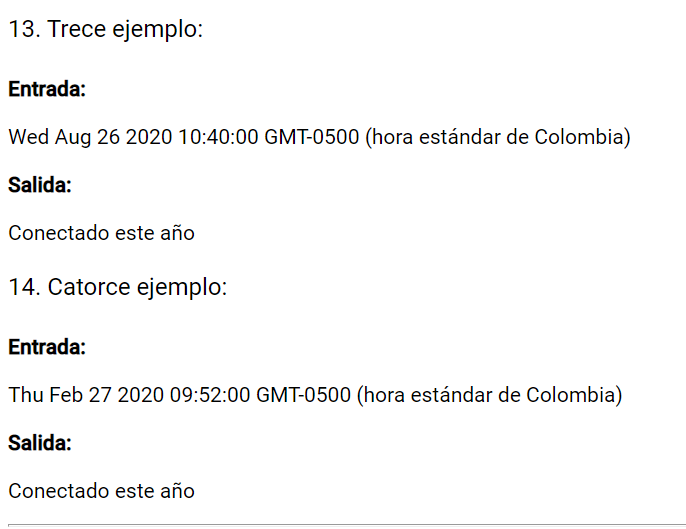 13. Trece ejemplo:
Entrada:
Wed Aug 26 2020 10:40:00 GMT-0500 (hora estándar de Colombia)
Salida:
Conectado este año
14. Catorce ejemplo:
Entrada:
Thu Feb 27 2020 09:52:00 GMT-0500 (hora estándar de Colombia)
Salida:
Conectado este año